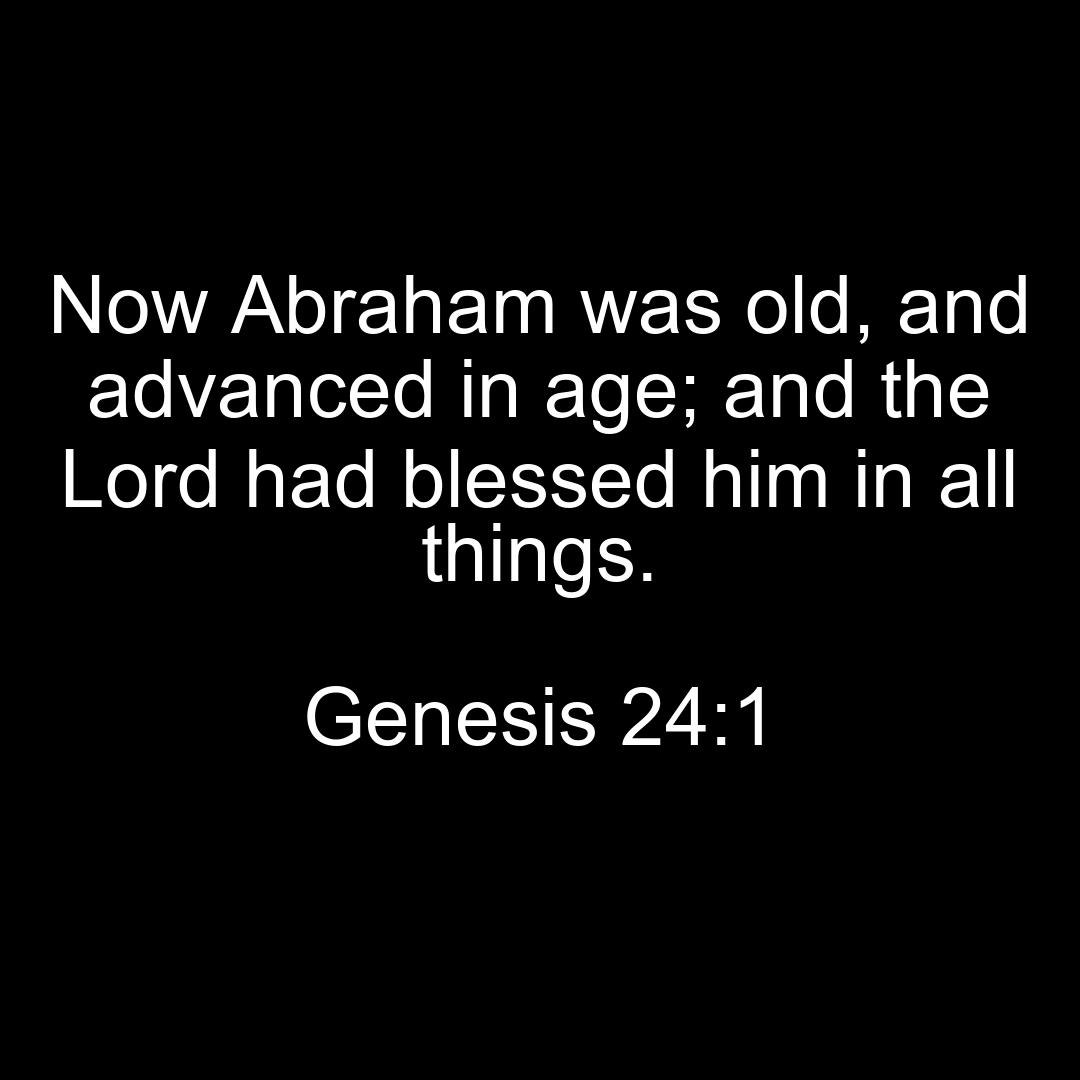 Now Abraham was old, and
advanced in age; and the
Lord had blessed him in all
things.
Genesis 24:1